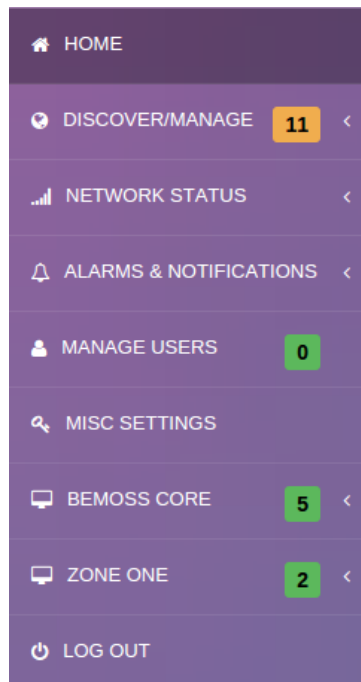 HOME
DISCOVER/MANAGE 11
NETWORK STATUS
ALARMS & NOTIFICATIONS
MANAGE USERS 0
MISC SETTINGS
BEMOSS CORE 5
ZONE ONE 2
LOG OUT